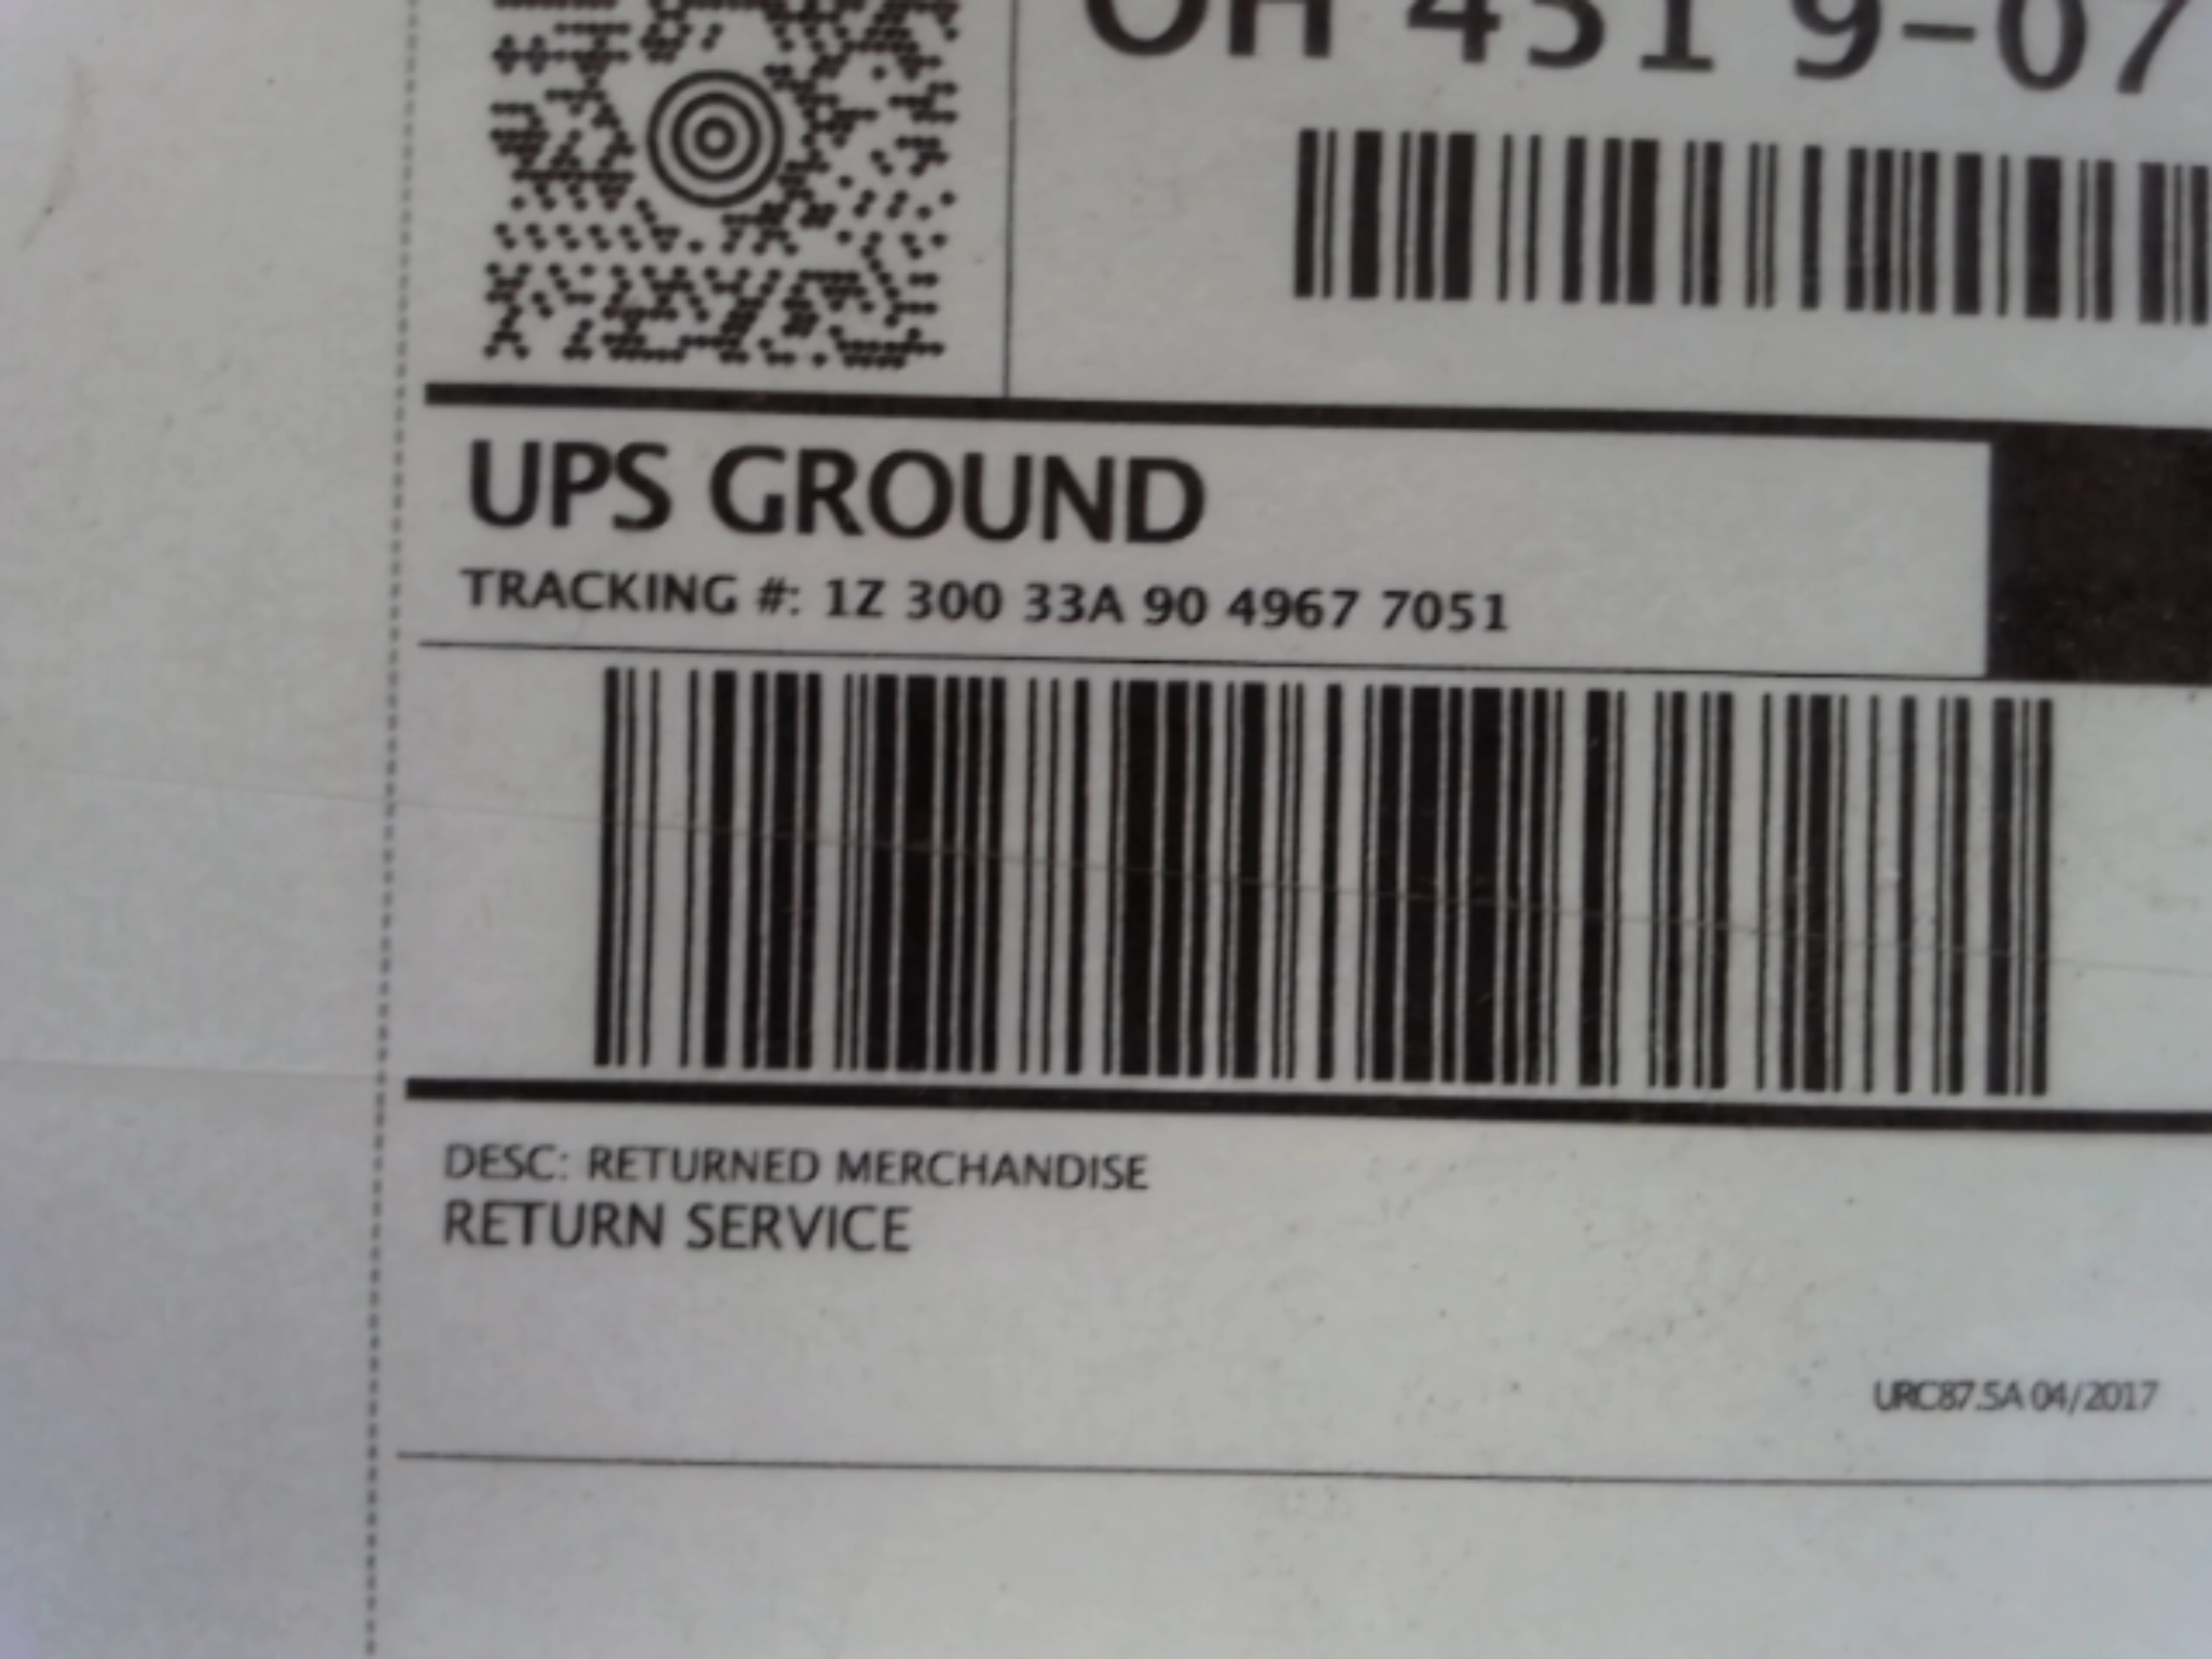 OH 451 9-07
UPS GROUND
TRACKING #: 1Z 300 33A 90 4967 7051
DESC: RETURNED MERCHANDISE
RETURN SERVICE
URC87.5A 04/2017